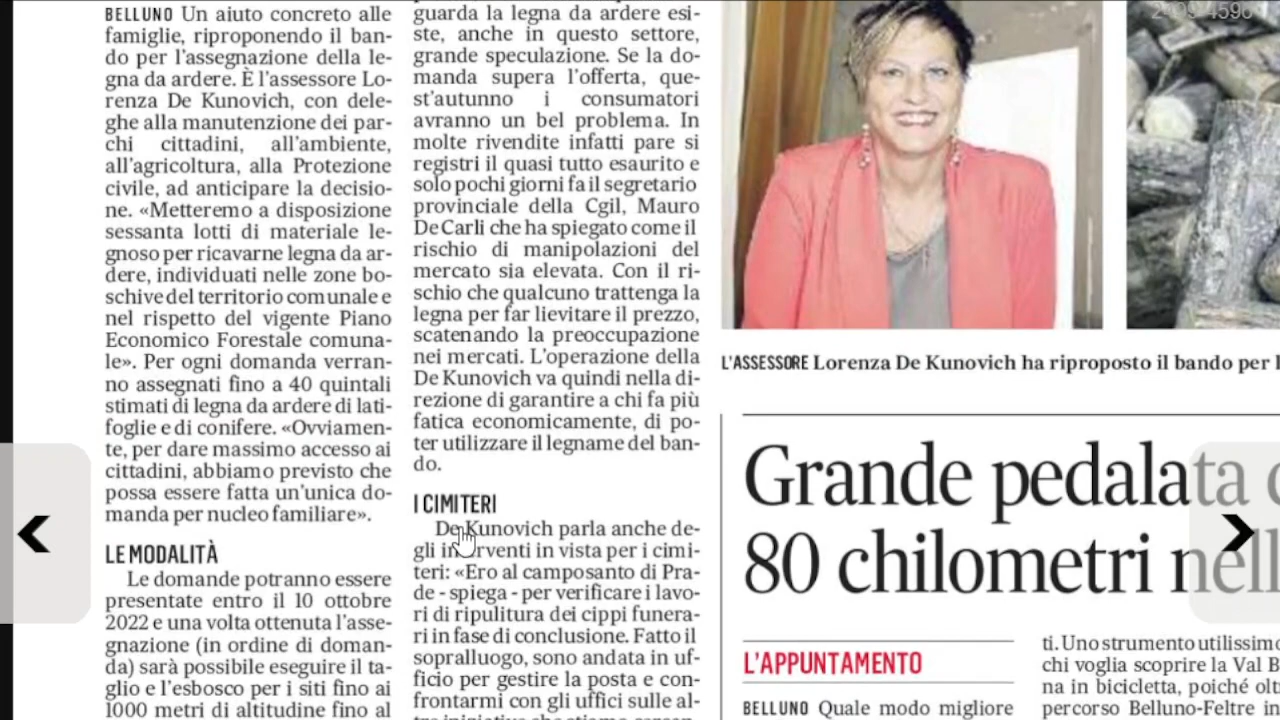 BELLUNO Un aiuto concreto alle
famiglie, riproponendo il ban-
do per l'assegnazione della le-
gna da ardere. È l'assessore Lo-
renza De Kunovich, con dele-
ghe alla manutenzione dei par-
chi cittadini, all'ambiente,
all'agricoltura, alla Protezione
civile, ad anticipare la decisio-
ne. «Metteremo a disposizione
sessanta lotti di materiale le-
gnoso per ricavarne legna da ar-
dere, individuati nelle zone bo-
schive del territorio comunale e
nel rispetto del vigente Piano
Economico Forestale comuna-
le». Per ogni domanda verran-
no assegnati fino a 40 quintali
stimati di legna da ardere di lati-
foglie e di conifere. «Ovviamen-
te, per dare massimo accesso ai
cittadini, abbiamo previsto che
possa essere fatta un'unica do-
manda per nucleo familiare».
LE MODALITÀ
Le domande potranno essere
presentate entro il 10 ottobre
2022 e una volta ottenuta l'asse-
gnazione (in ordine di doman-
da) sarà possibile eseguire il ta-
glio e l'esbosco per i siti fino ai
1000 metri di altitudine fino al
guarda la legna da ardere esi-
ste, anche in questo settore,
grande speculazione. Se la do-
manda supera l'offerta, que-
st'autunno i consumatori
avranno un bel problema. In
molte rivendite infatti pare si
registri il quasi tutto esaurito e
solo pochi giorni fa il segretario
provinciale della Cgil, Mauro
De Carli che ha spiegato come il
rischio di manipolazioni del
mercato sia elevata. Con il ri-
schio che qualcuno trattenga la
legna per far lievitare il prezzo,
scatenando la preoccupazione
nei mercati. L'operazione della
De Kunovich va quindi nella di-
rezione di garantire a chi fa più
fatica economicamente, di po-
ter utilizzare il legname del ban-
do.
I CIMITERI
De Kunovich parla anche de-
gli interventi in vista per i cimi-
teri: «Ero al camposanto di Pra-
de - spiega - per verificare i lavo-
ri di ripulitura dei cippi funera-
ri in fase di conclusione. Fatto il
sopralluogo, sono andata in uf-
ficio per gestire la posta e con-
frontarmi con gli uffici sulle al-
L'ASSESSORE Lorenza De Kunovich ha riproposto il bando per
Grande pedalata
80 chilometri nell
L'APPUNTAMENTO
BELLUNO Quale modo migliore
ti. Uno strumento utilissimo
chi voglia scoprire la Val B
na in bicicletta, poiché olt
percorso Belluno-Feltre in